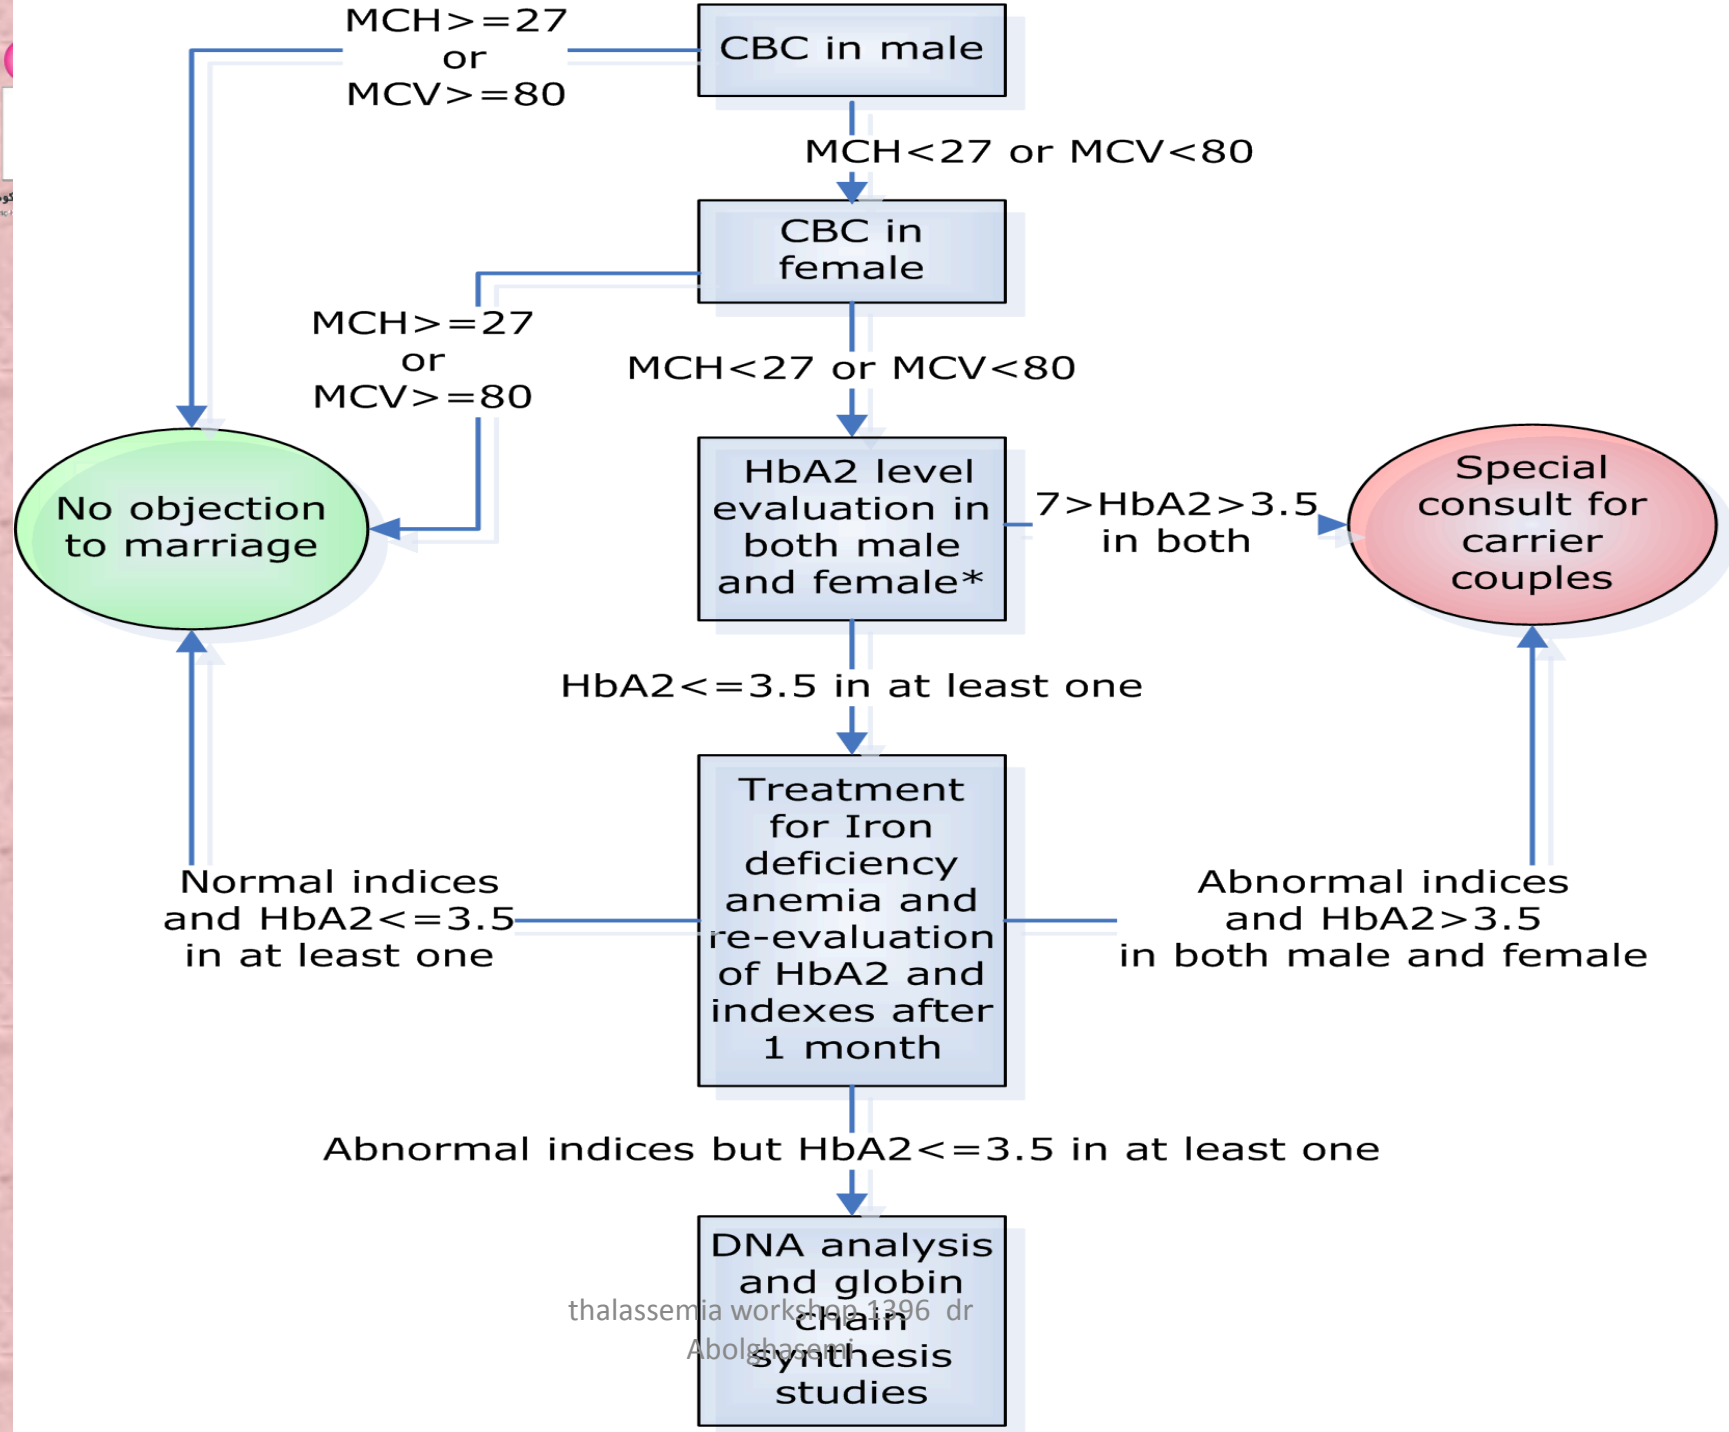 MCH>=27
or
MCV>=80
CBC in male
MCH<27 or MCV<80
CBC in
female
MCH>=27
or
MCV>=80
MCH<27 or MCV<80
No objection
to marriage
HbA2 level
evaluation in
both male
and female*
7>HbA2>3.5
in both
Special
consult for
carrier
couples
HbA2<=3.5 in at least one
Treatment
for Iron
deficiency
anemia and
re-evaluation
of HbA2 and
indexes after
1 month
Normal indices
and HbA2<=3.5
in at least one
Abnormal indices
and HbA2>3.5
in both male and female
Abnormal indices but HbA2<=3.5 in at least one
DNA analysis
and globin
chain
synthesis
studies
thalassemia workshop 1396 dr
Abolghasemi